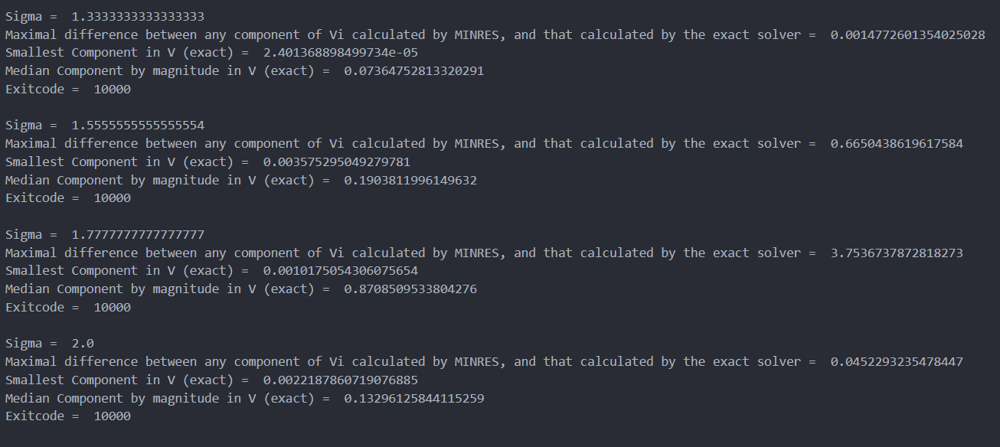 Sigma =  1.3333333333333333
Maximal difference between any component of Vi calculated by MINRES, and that calculated by the exact solver =  0.0014772601354025028
Smallest Component in V (exact) =  2.401368898499734e-05
Median Component by magnitude in V (exact) =  0.07364752813320291
Exitcode =  10000
Sigma =  1.5555555555555554
Maximal difference between any component of Vi calculated by MINRES, and that calculated by the exact solver =  0.6650438619617584
Smallest Component in V (exact) =  0.003575295049279781
Median Component by magnitude in V (exact) =  0.1903811996149632
Exitcode =  10000
Sigma =  1.7777777777777777
Maximal difference between any component of Vi calculated by MINRES, and that calculated by the exact solver =  3.7536737872818273
Smallest Component in V (exact) =  0.0010175054306075654
Median Component by magnitude in V (exact) =  0.8708509533804276
Exitcode =  10000
Sigma =  2.0
Maximal difference between any component of Vi calculated by MINRES, and that calculated by the exact solver =  0.0452293235478447
Smallest Component in V (exact) =  0.0022187860719076885
Median Component by magnitude in V (exact) =  0.13296125844115259
Exitcode =  10000